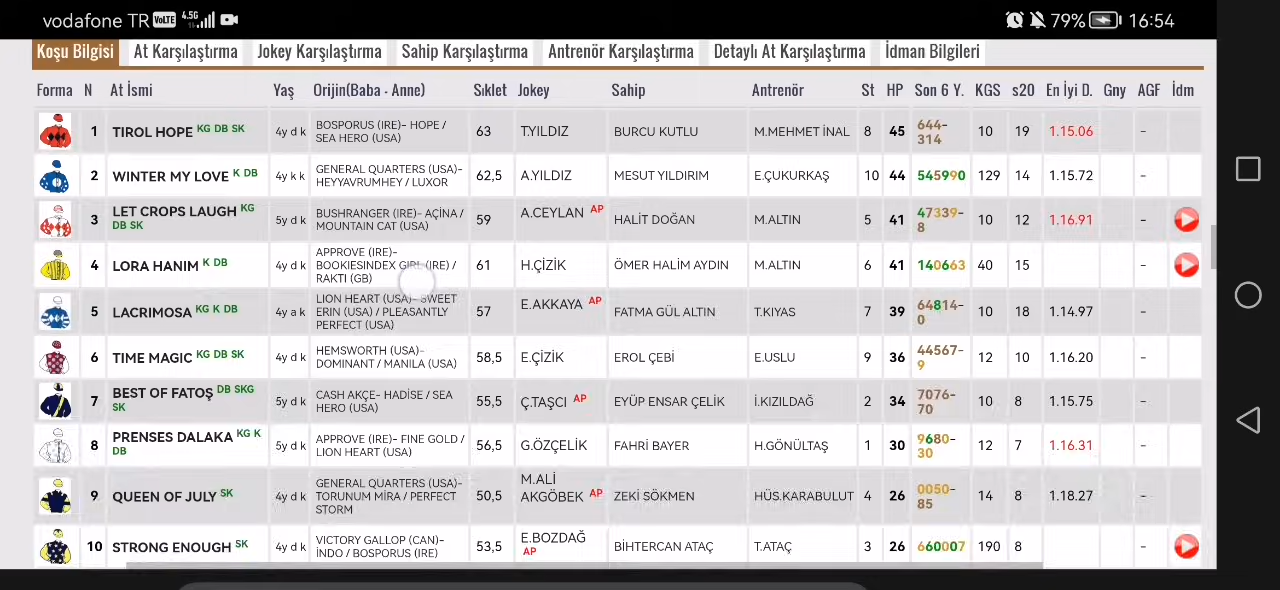 vodafone TR VoLTE 4.5G 79% 16:54
Koşu Bilgisi At Karşılaştırma Jokey Karşılaştırma Sahip Karşılaştırma Antrenör Karşılaştırma Detaylı At Karşılaştırma İdman Bilgileri
Forma N At İsmi Yaş Orijin(Baba - Anne) Sıklet Jokey Sahip Antrenör St HP Son 6 Y. KGS s20 En İyi D. Gny AGF İdm
1 TIROL HOPE KG DB SK 4y d k BOSPORUS (IRE)- HOPE / SEA HERO (USA) 63 T.YILDIZ BURCU KUTLU M.MEHMET İNAL 8 45 644-314 10 19 1.15.06 -
2 WINTER MY LOVE K DB 4y k k GENERAL QUARTERS (USA)- HEYYAVRUMHEY / LUXOR 62,5 A.YILDIZ MESUT YILDIRIM E.ÇUKURKAŞ 10 44 545990 129 14 1.15.72 -
3 LET CROPS LAUGH KG DB SK 5y d k BUSHRANGER (IRE)- AÇİNA / MOUNTAIN CAT (USA) 59 A.CEYLAN AP HALİT DOĞAN M.ALTIN 5 41 47339-8 10 12 1.16.91 -
4 LORA HANIM K DB 4y d k APPROVE (IRE)- BOOKIESINDEX GIRL (IRE) / RAKTI (GB) 61 H.ÇİZİK ÖMER HALİM AYDIN M.ALTIN 6 41 140663 40 15 -
5 LACRIMOSA KG K DB 4y a k LION HEART (USA)- SWEET ERIN (USA) / PLEASANTLY PERFECT (USA) 57 E.AKKAYA AP FATMA GÜL ALTIN T.KIYAS 7 39 64814-0 10 18 1.14.97 -
6 TIME MAGIC KG DB SK 4y d k HEMSWORTH (USA)- DOMINANT / MANILA (USA) 58,5 E.ÇİZİK EROL ÇEBİ E.USLU 9 36 44567-9 12 10 1.16.20 -
7 BEST OF FATOŞ DB SKG SK 5y d k CASH AKÇE- HADİSE / SEA HERO (USA) 55,5 Ç.TAŞCI AP EYÜP ENSAR ÇELİK İ.KIZILDAĞ 2 34 7076-70 10 8 1.15.75 -
8 PRENSES DALAKA KG K DB 5y d k APPROVE (IRE)- FINE GOLD / LION HEART (USA) 56,5 G.ÖZÇELİK FAHRİ BAYER H.GÖNÜLTAŞ 1 30 9680-30 12 7 1.16.31 -
9 QUEEN OF JULY SK 4y d k GENERAL QUARTERS (USA)- TORUNUM MİRA / PERFECT STORM 50,5 M.ALİ AKGÖBEK AP ZEKİ SÖKMEN HÜS.KARABULUT 4 26 0050-85 14 8 1.18.27 -
10 STRONG ENOUGH SK 4y d k VICTORY GALLOP (CAN)- İNDO / BOSPORUS (IRE) 53,5 E.BOZDAĞ AP BİHTERCAN ATAÇ T.ATAÇ 3 26 660007 190 8 -